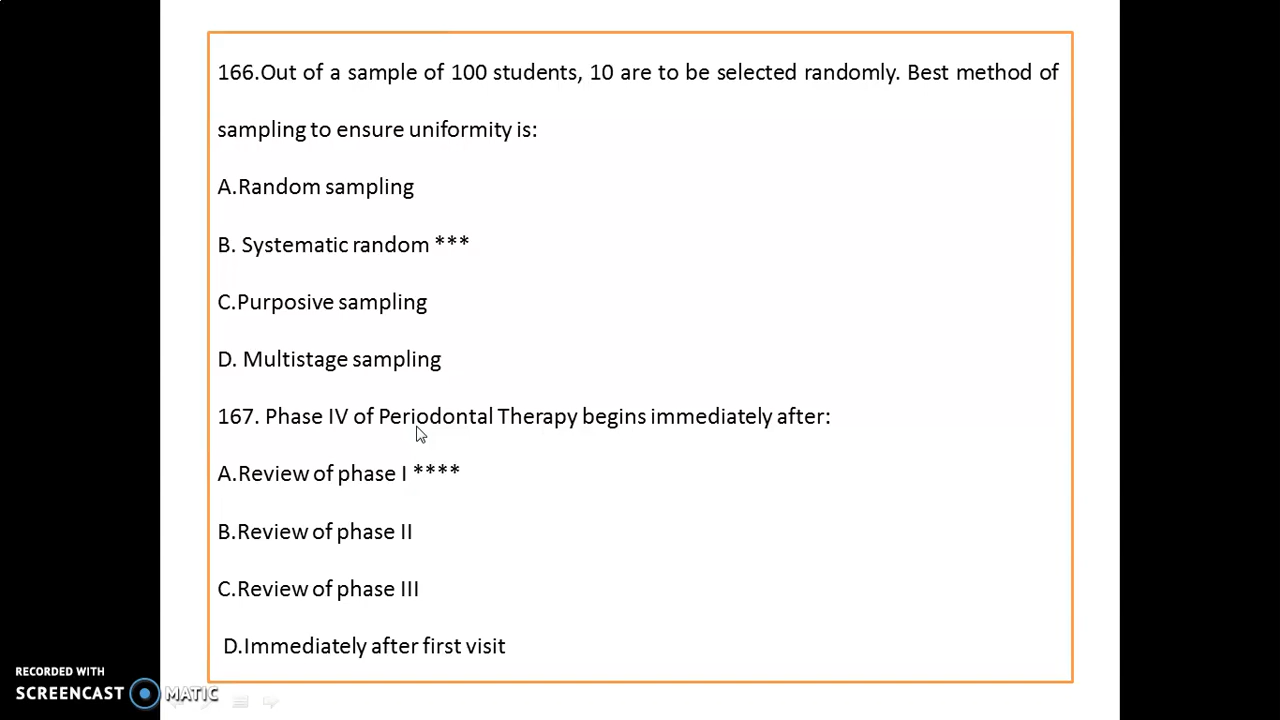 166.Out of a sample of 100 students, 10 are to be selected randomly. Best method of
sampling to ensure uniformity is:
A.Random sampling
B. Systematic random ***
C.Purposive sampling
D. Multistage sampling
167. Phase IV of Periodontal Therapy begins immediately after:
A.Review of phase I ****
B.Review of phase II
C.Review of phase III
D.Immediately after first visit
RECORDED WITH
SCREENCAST MATIC